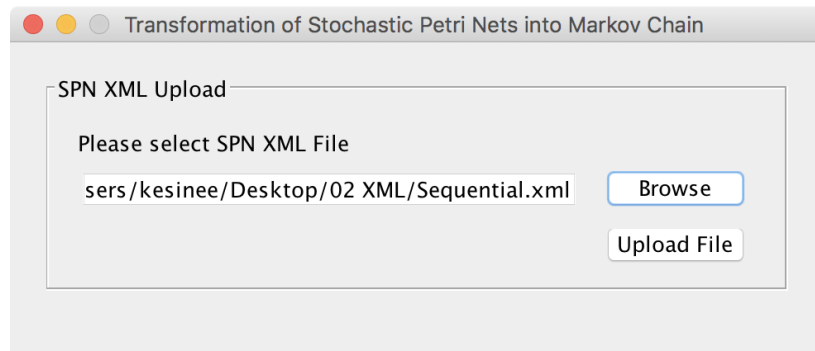 Transformation of Stochastic Petri Nets into Markov Chain
SPN XML Upload
Please select SPN XML File
sers/kesinee/Desktop/02 XML/Sequential.xml
Browse
Upload File